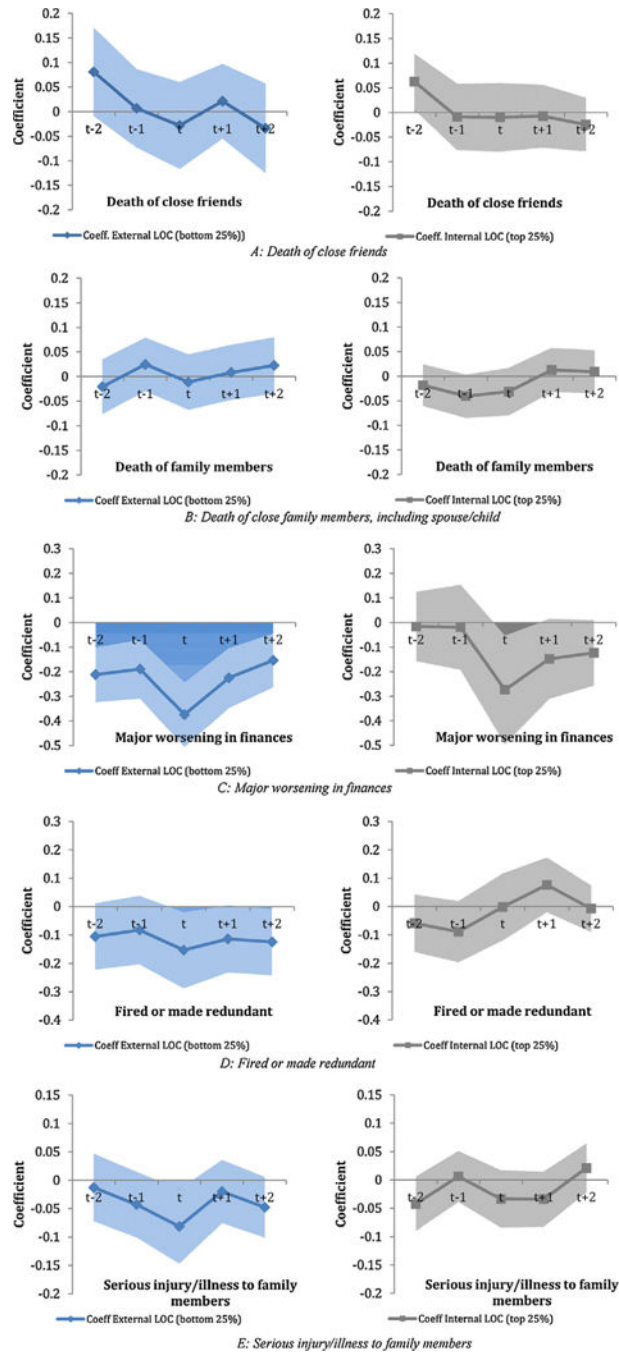 0.2
0.15
0.1
0.05
0
-0.05
-0.1
-0.15
-0.2
Coefficient
t-2 t-1 t t+1 t+2
Death of close friends
Coeff. External LOC (bottom 25%))
0.2
0.15
0.1
0.05
0
-0.05
-0.1
-0.15
-0.2
Coefficient
t-2 t-1 t t+1 t+2
Death of close friends
Coeff. Internal LOC (top 25%)
A: Death of close friends
0.2
0.15
0.1
0.05
0
-0.05
-0.1
-0.15
-0.2
Coefficient
t-2 t-1 t t+1 t+2
Death of family members
Coeff External LOC (bottom 25%)
0.2
0.15
0.1
0.05
0
-0.05
-0.1
-0.15
-0.2
Coefficient
t-2 t-1 t t+1 t+2
Death of family members
Coeff Internal LOC (top 25%)
B: Death of close family members, including spouse/child
0.3
0.2
0.1
0
-0.1
-0.2
-0.3
-0.4
-0.5
Coefficient
t-2 t-1 t t+1 t+2
Major worsening in finances
Coeff External LOC (bottom 25%)
0.3
0.2
0.1
0
-0.1
-0.2
-0.3
-0.4
-0.5
Coefficient
t-2 t-1 t t+1 t+2
Major worsening in finances
Coeff Internal LOC (top 25%)
C: Major worsening in finances
0.3
0.2
0.1
0
-0.1
-0.2
-0.3
-0.4
Coefficient
t-2 t-1 t t+1 t+2
Fired or made redundant
Coeff External LOC (bottom 25%)
0.3
0.2
0.1
0
-0.1
-0.2
-0.3
-0.4
Coefficient
t-2 t-1 t t+1 t+2
Fired or made redundant
Coeff Internal LOC (top 25%)
D: Fired or made redundant
0.15
0.1
0.05
0
-0.05
-0.1
-0.15
-0.2
Coefficient
t-2 t-1 t t+1 t+2
Serious injury/illness to family
members
Coeff External LOC (bottom 25%)
0.15
0.1
0.05
0
-0.05
-0.1
-0.15
-0.2
Coefficient
t-2 t-1 t t+1 t+2
Serious injury/illness to family
members
Coeff Internal LOC (top 25%)
E: Serious injury/illness to family members